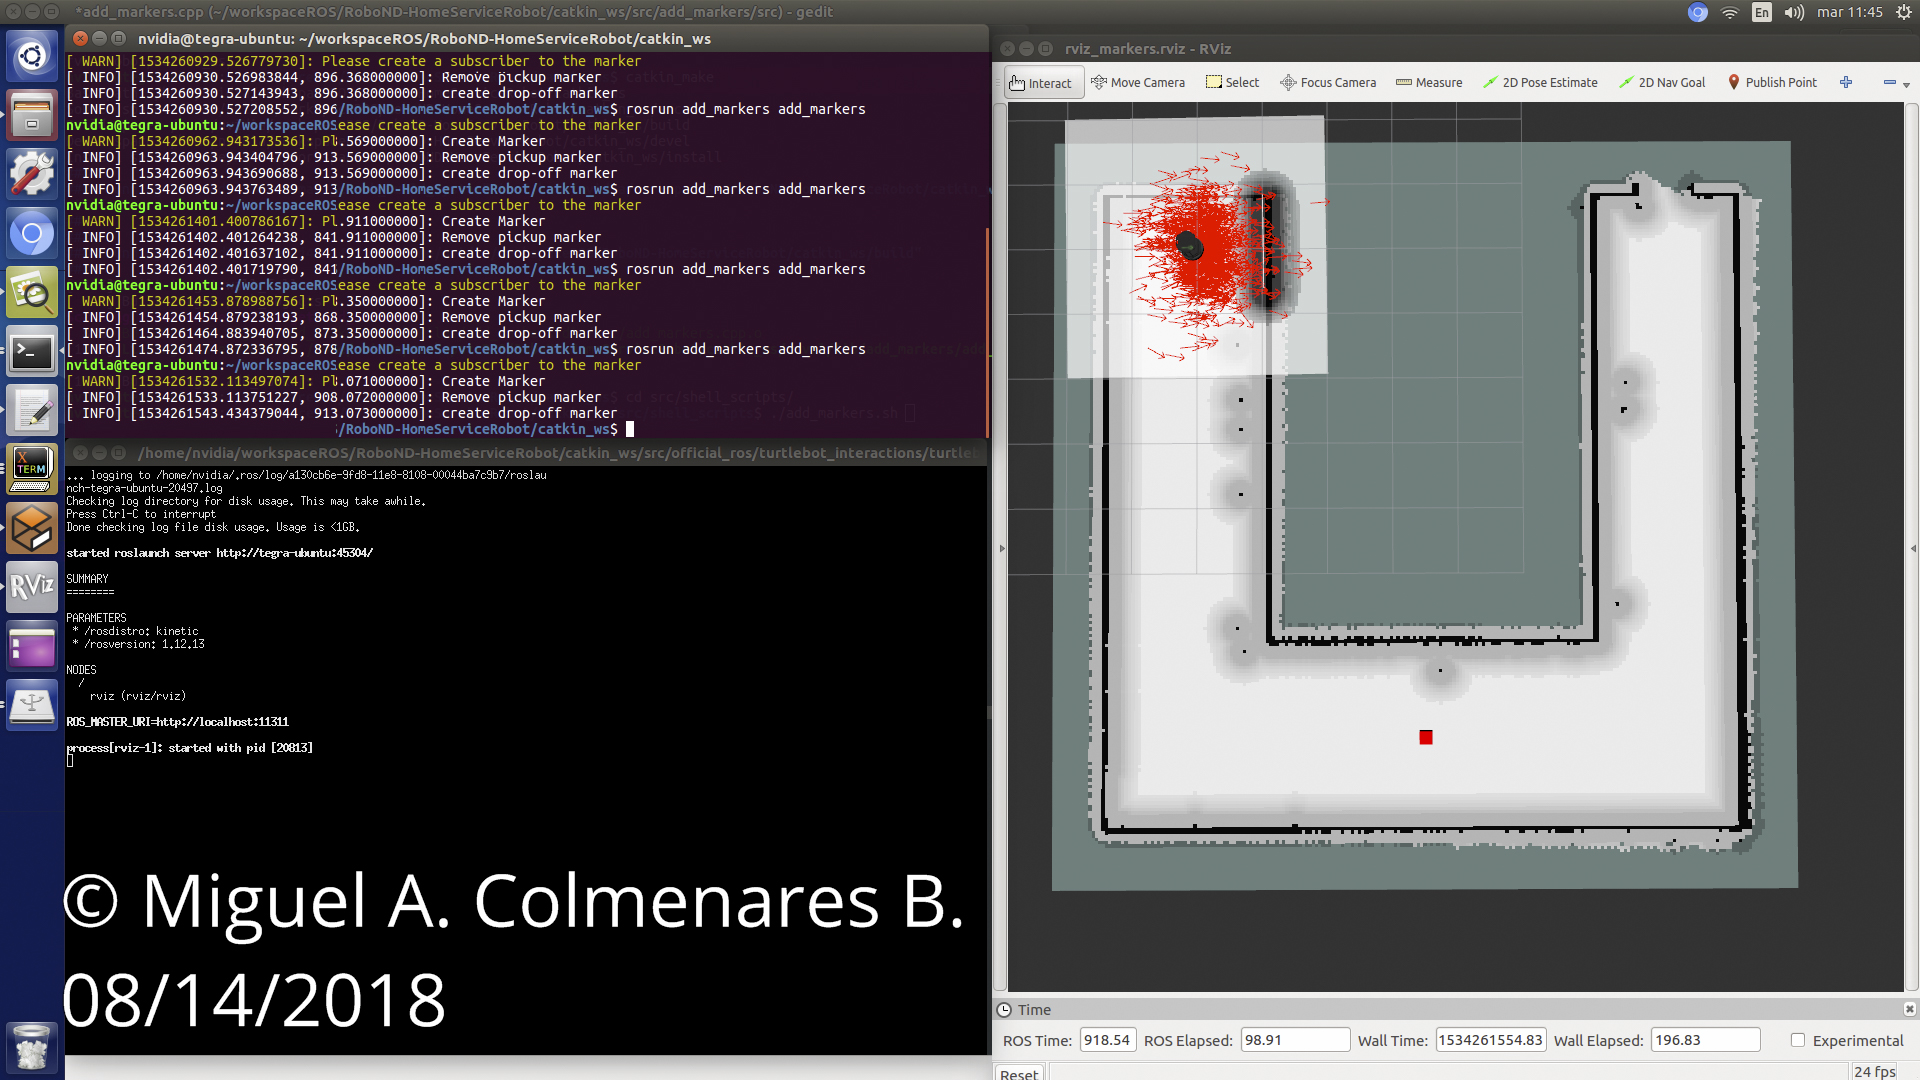 *add_markers.cpp (~/workspaceROS/RoboND-HomeServiceRobot/catkin_ws/src/add_markers/src) - gedit
En
mar 11:45
nvidia@tegra-ubuntu: ~/workspaceROS/RoboND-HomeServiceRobot/catkin_ws
[ WARN] [1534260929.526779730]: Please create a subscriber to the marker
[ INFO] [1534260930.526983844, 896.368000000]: Remove pickup marker
[ INFO] [1534260930.527143943, 896.368000000]: create drop-off marker
[ INFO] [1534260930.527208552, 896/RoboND-HomeServiceRobot/catkin_ws$ rosrun add_markers add_markers
nvidia@tegra-ubuntu:~/workspaceROSease create a subscriber to the marker
[ WARN] [1534260962.943173536]: Pl.569000000]: Create Marker
[ INFO] [1534260963.943404796, 913.569000000]: Remove pickup marker
[ INFO] [1534260963.943690688, 913.569000000]: create drop-off marker
[ INFO] [1534260963.943763489, 913/RoboND-HomeServiceRobot/catkin_ws$ rosrun add_markers add_markers
nvidia@tegra-ubuntu:~/workspaceROSease create a subscriber to the marker
[ WARN] [1534261401.400786167]: Pl.911000000]: Create Marker
[ INFO] [1534261402.401264238, 841.911000000]: Remove pickup marker
[ INFO] [1534261402.401637102, 841.911000000]: create drop-off marker
[ INFO] [1534261402.401719790, 841/RoboND-HomeServiceRobot/catkin_ws$ rosrun add_markers add_markers
nvidia@tegra-ubuntu:~/workspaceROSease create a subscriber to the marker
[ WARN] [1534261453.878988756]: Pl.350000000]: Create Marker
[ INFO] [1534261454.879238193, 868.350000000]: Remove pickup marker
[ INFO] [1534261464.883940705, 873.350000000]: create drop-off marker
[ INFO] [1534261474.872336795, 878/RoboND-HomeServiceRobot/catkin_ws$ rosrun add_markers add_markers
nvidia@tegra-ubuntu:~/workspaceROSease create a subscriber to the marker
[ WARN] [1534261532.113497074]: Pl.071000000]: Create Marker
[ INFO] [1534261533.113751227, 908.072000000]: Remove pickup marker
[ INFO] [1534261543.434379044, 913.073000000]: create drop-off marker
/RoboND-HomeServiceRobot/catkin_ws$
/home/nvidia/workspaceROS/RoboND-HomeServiceRobot/catkin_ws/src/official_ros/turtlebot_interactions/turtleb
... logging to /home/nvidia/.ros/log/a130cb6e-9fd8-11e8-8108-00044ba7c9b7/roslau
nch-tegra-ubuntu-20497.log
Checking log directory for disk usage. This may take awhile.
Press Ctrl-C to interrupt
Done checking log file disk usage. Usage is <1GB.
started roslaunch server http://tegra-ubuntu:45304/
SUMMARY
========
PARAMETERS
* /rosdistro: kinetic
* /rosversion: 1.12.13
NODES
/
rviz (rviz/rviz)
ROS_MASTER_URI=http://localhost:11311
process[rviz-1]: started with pid [20813]
© Miguel A. Colmenares B.
08/14/2018
X
TERM
RViz
rviz_markers.rviz - RViz
Interact Move Camera Select Focus Camera Measure 2D Pose Estimate 2D Nav Goal Publish Point
Time
ROS Time: 918.54 ROS Elapsed: 98.91 Wall Time: 1534261554.83 Wall Elapsed: 196.83 Experimental
Reset
24 fps